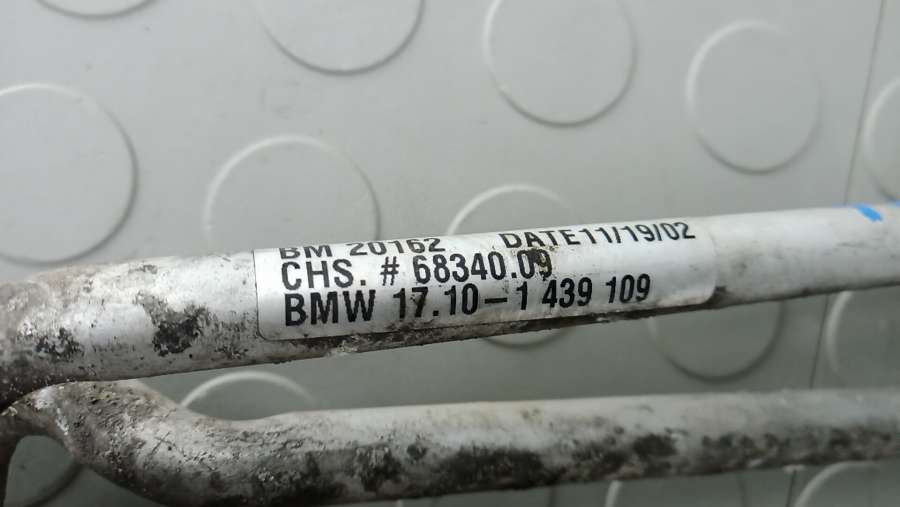 BM 20162 DATE11/19/02
CHS. # 68340.09
BMW 17.10-1 439 109